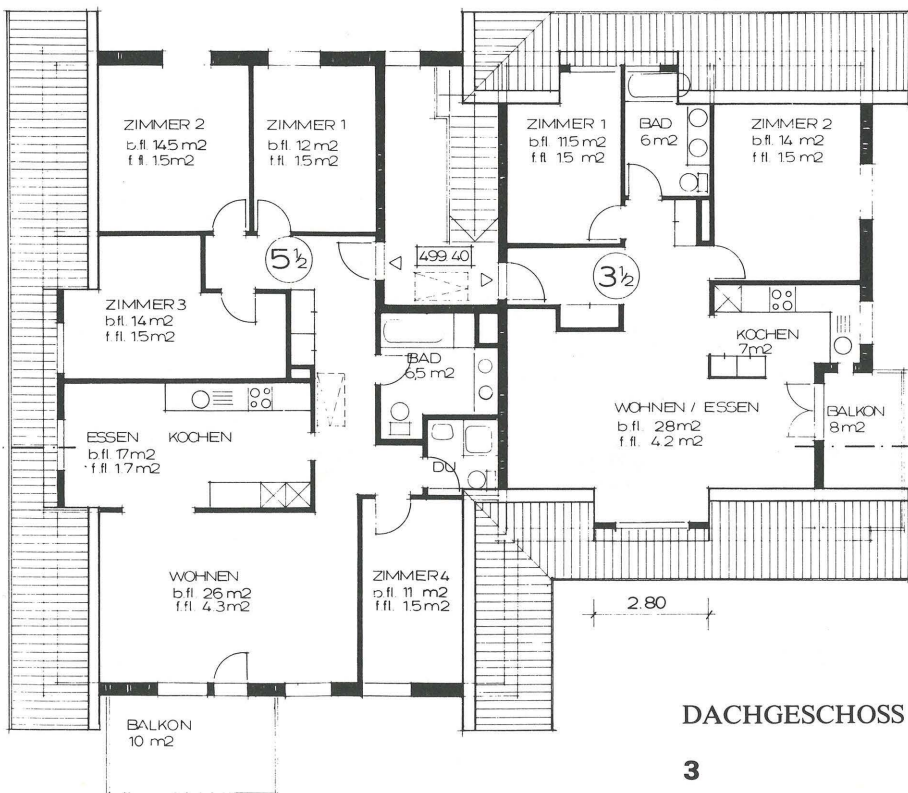 ZIMMER 2
b.fl. 14.5 m2
f.fl. 1.5 m2
ZIMMER 1
b.fl. 12 m2
f.fl. 1.5 m2
ZIMMER 1
b.fl. 11.5 m2
f.fl. 1.5 m2
BAD
6 m2
ZIMMER 2
b.fl. 14 m2
f.fl. 1.5 m2
5 ½
499.40
3 ½
ZIMMER 3
b.fl. 14 m2
f.fl. 1.5 m2
BAD
6,5 m2
KOCHEN
7 m2
ESSEN KOCHEN
b.fl. 17 m2
f.fl. 1.7 m2
DU
WOHNEN / ESSEN
b.fl. 28 m2
f.fl. 4.2 m2
BALKON
8 m2
WOHNEN
b.fl. 26 m2
f.fl. 4.3 m2
ZIMMER 4
b.fl. 11 m2
f.fl. 1.5 m2
2.80
BALKON
10 m2
DACHGESCHOSS
3